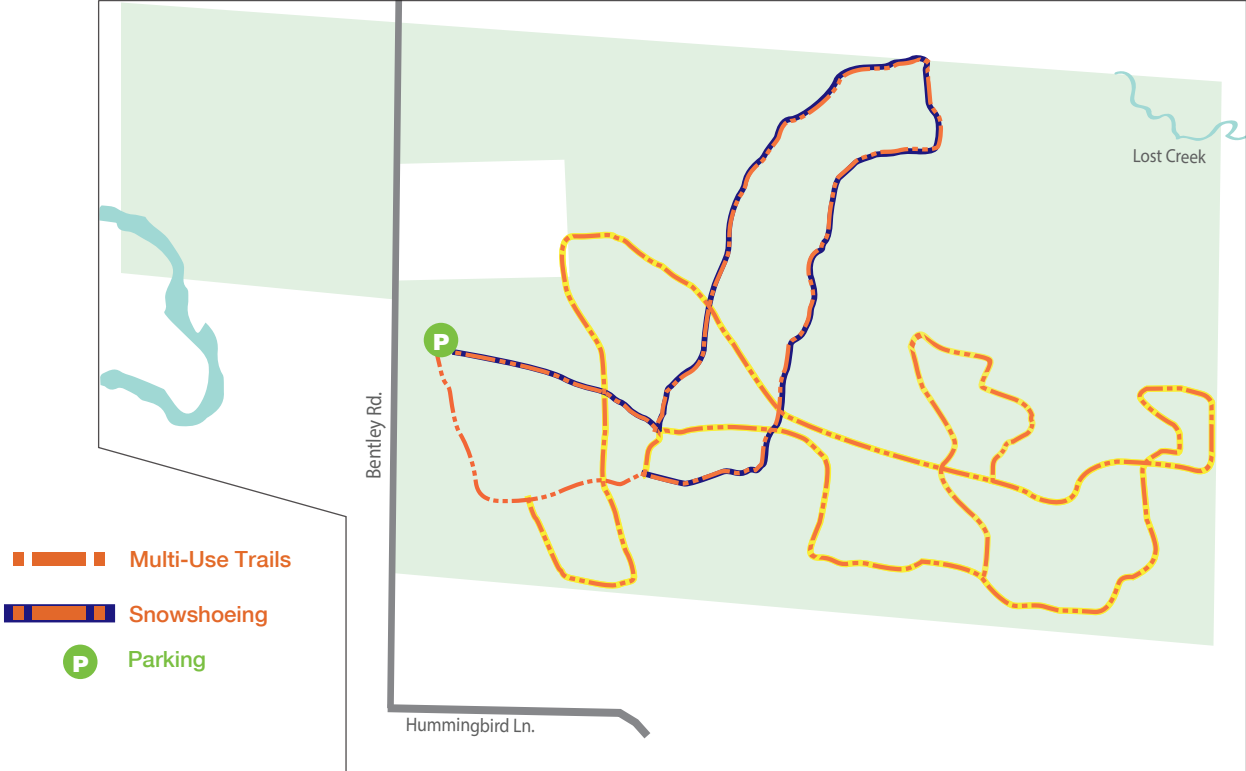 Lost Creek
P
Bentley Rd.
Multi-Use Trails
Snowshoeing
P
Parking
Hummingbird Ln.